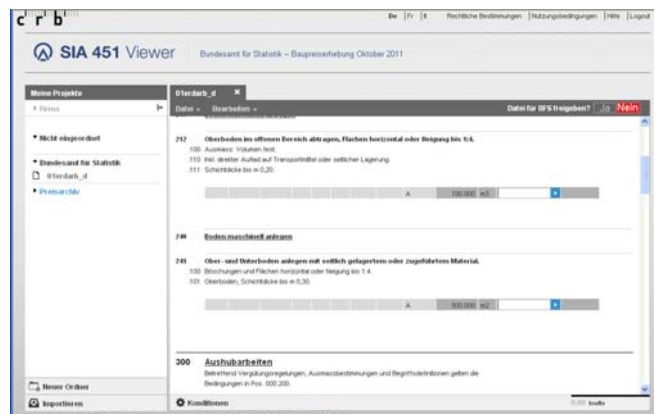 crb
De | Fr | It Rechtliche Bestimmungen | Nutzungsbedingungen | Hilfe | Logout
SIA 451 Viewer Bundesamt für Statistik – Baupreiserhebung Oktober 2011
Meine Projekte
01erdarb_d ×
Firma
Datei Bearbeiten Datei für BFS freigeben? Ja Nein
Nicht eingeordnet
Bundesamt für Statistik
01erdarb_d
Preisarchiv
212 Oberboden im offenen Bereich abtragen, Flächen horizontal oder Neigung bis 1:4.
100 Ausmass: Volumen fest.
110 Inkl. direkter Auflad auf Transportmittel oder seitlicher Lagerung.
111 Schichtdicke bis m 0,20.
A 100.000 m3
240 Boden maschinell anlegen
241 Ober- und Unterboden anlegen mit seitlich gelagertem oder zugeführtem Material.
100 Böschungen und Flächen horizontal oder Neigung bis 1:4.
101 Oberboden, Schichtdicke bis m 0,30.
A 100.000 m2
300 Aushubarbeiten
Betreffend Vergütungsregelungen, Ausmassbestimmungen und Begriffsdefinitionen gelten die
Bedingungen in Pos. 000.200.
Neuer Ordner
Importieren
Konditionen
0,00 brutto